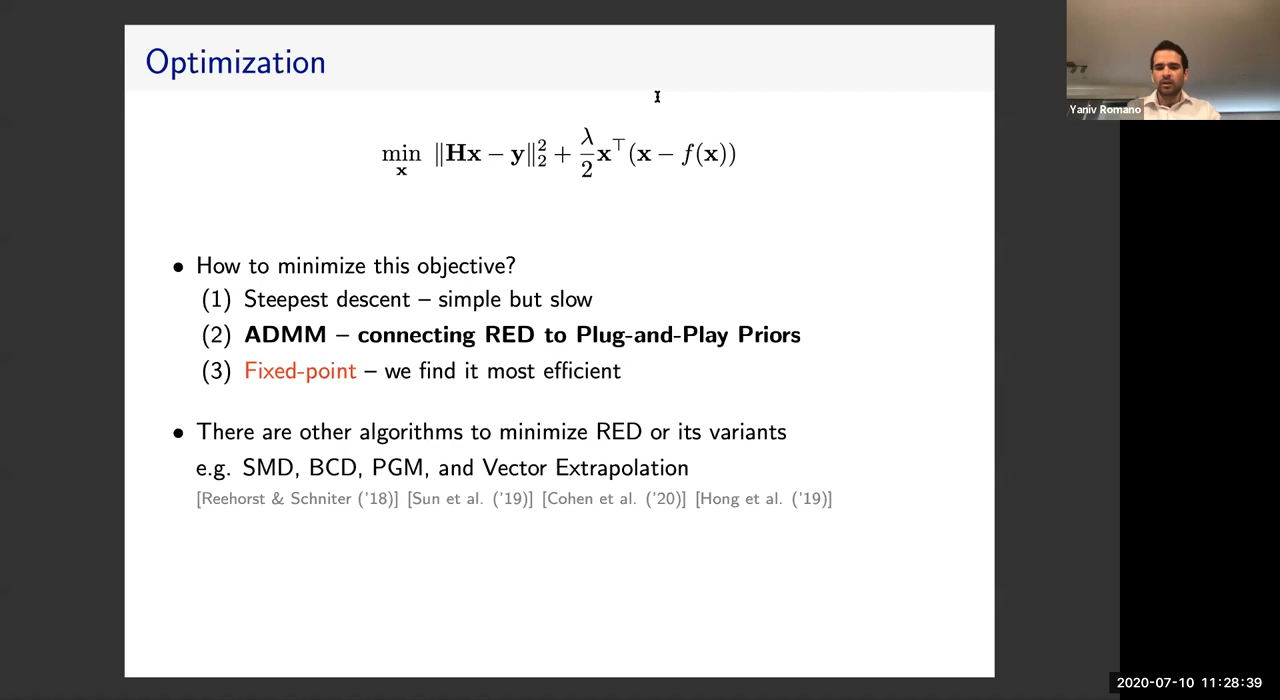 Optimization
Yaniv Romano
min_x ‖Hx − y‖₂² + λ/2 x^⊤(x − f(x))
• How to minimize this objective?
(1) Steepest descent – simple but slow
(2) ADMM – connecting RED to Plug-and-Play Priors
(3) Fixed-point – we find it most efficient
• There are other algorithms to minimize RED or its variants
e.g. SMD, BCD, PGM, and Vector Extrapolation
[Reehorst & Schniter ('18)] [Sun et al. ('19)] [Cohen et al. ('20)] [Hong et al. ('19)]
2020-07-10 11:28:39